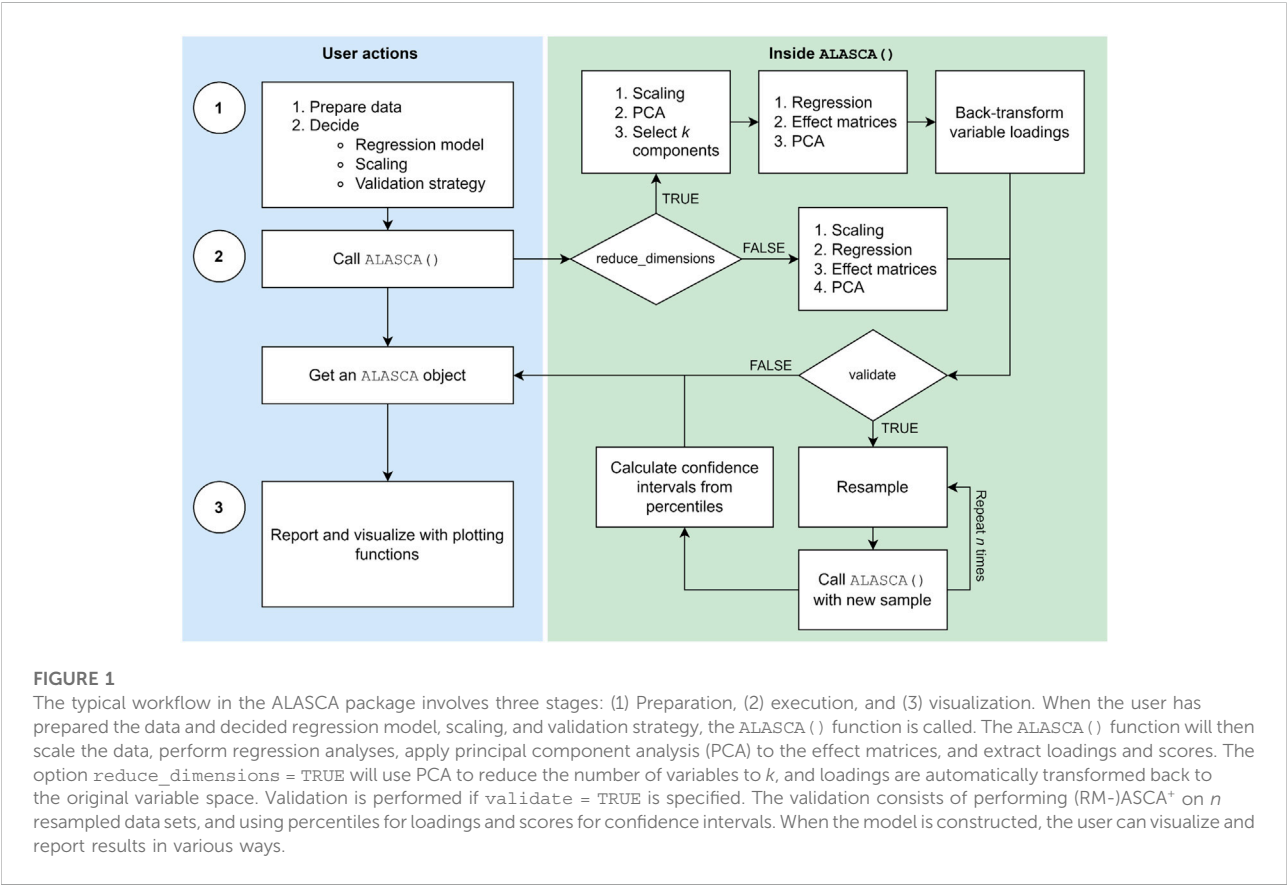 User actions
1
1. Prepare data
2. Decide
Regression model
Scaling
Validation strategy
2
Call ALASCA()
Get an ALASCA object
3
Report and visualize with plotting
functions
Inside ALASCA()
1. Scaling
2. PCA
3. Select k
components
1. Regression
2. Effect matrices
3. PCA
Back-transform
variable loadings
TRUE
reduce_dimensions
FALSE
1. Scaling
2. Regression
3. Effect matrices
4. PCA
FALSE
validate
TRUE
Calculate confidence
intervals from
percentiles
Resample
Repeat n times
Call ALASCA()
with new sample
FIGURE 1
The typical workflow in the ALASCA package involves three stages: (1) Preparation, (2) execution, and (3) visualization. When the user has
prepared the data and decided regression model, scaling, and validation strategy, the ALASCA() function is called. The ALASCA() function will then
scale the data, perform regression analyses, apply principal component analysis (PCA) to the effect matrices, and extract loadings and scores. The
option reduce_dimensions = TRUE will use PCA to reduce the number of variables to k, and loadings are automatically transformed back to
the original variable space. Validation is performed if validate = TRUE is specified. The validation consists of performing (RM-)ASCA⁺ on n
resampled data sets, and using percentiles for loadings and scores for confidence intervals. When the model is constructed, the user can visualize and
report results in various ways.